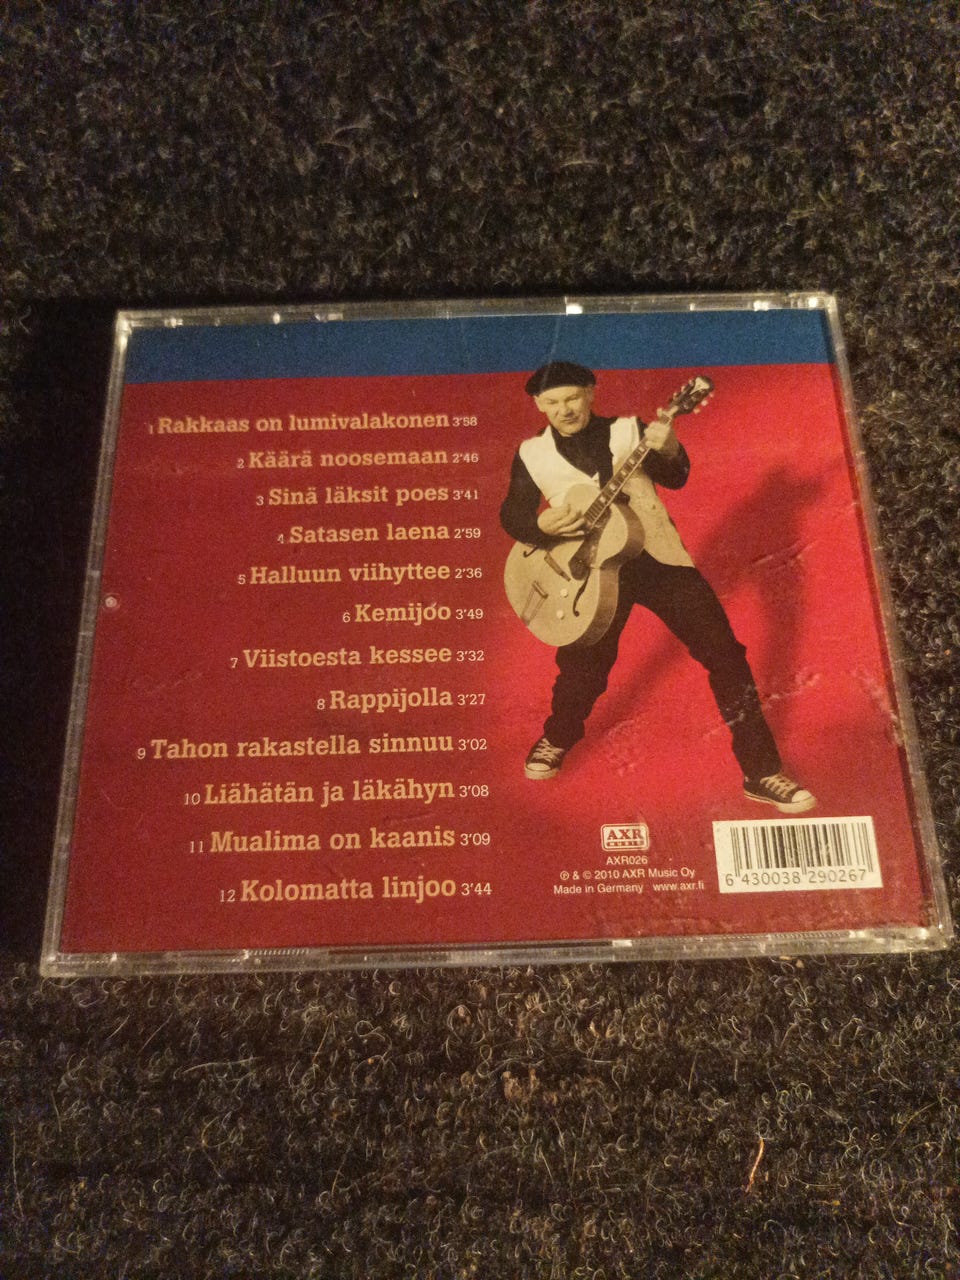 1 Rakkaas on lumivalakonen 3'58
2 Käärä noosemaan 2'46
3 Sinä läksit poes 3'41
4 Satasen laena 2'59
5 Halluun viihyttee 2'36
6 Kemijoo 3'49
7 Viistoesta kessee 3'32
8 Rappijolla 3'27
9 Tahon rakastella sinnuu 3'02
10 Liähätän ja läkähyn 3'08
11 Mualima on kaanis 3'09
12 Kolomatta linjoo 3'44
AXR
MUSIC
AXR026
℗ & © 2010 AXR Music Oy
Made in Germany www.axr.fi
6 430038 290267